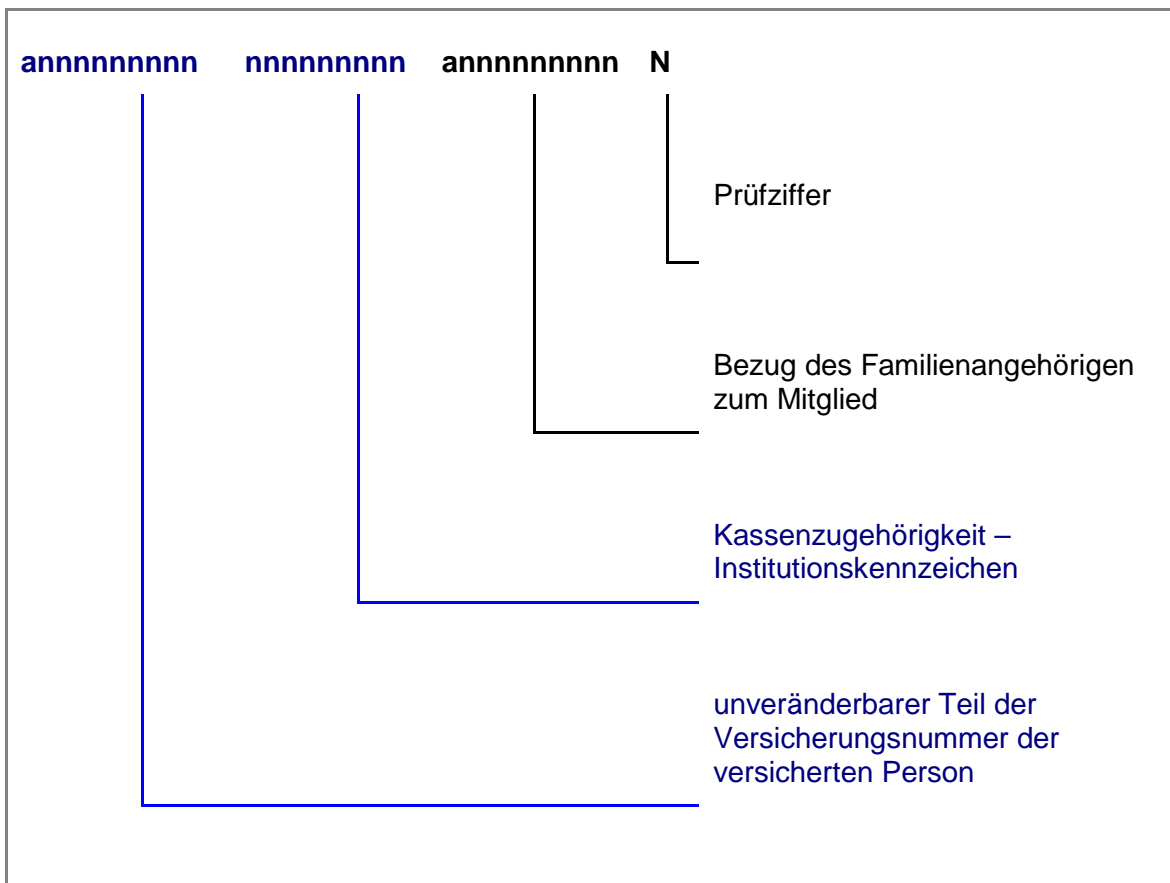 annnnnnnnn nnnnnnnnn annnnnnnnn N
Prüfziffer
Bezug des Familienangehörigen
zum Mitglied
Kassenzugehörigkeit –
Institutionskennzeichen
unveränderbarer Teil der
Versicherungsnummer der
versicherten Person